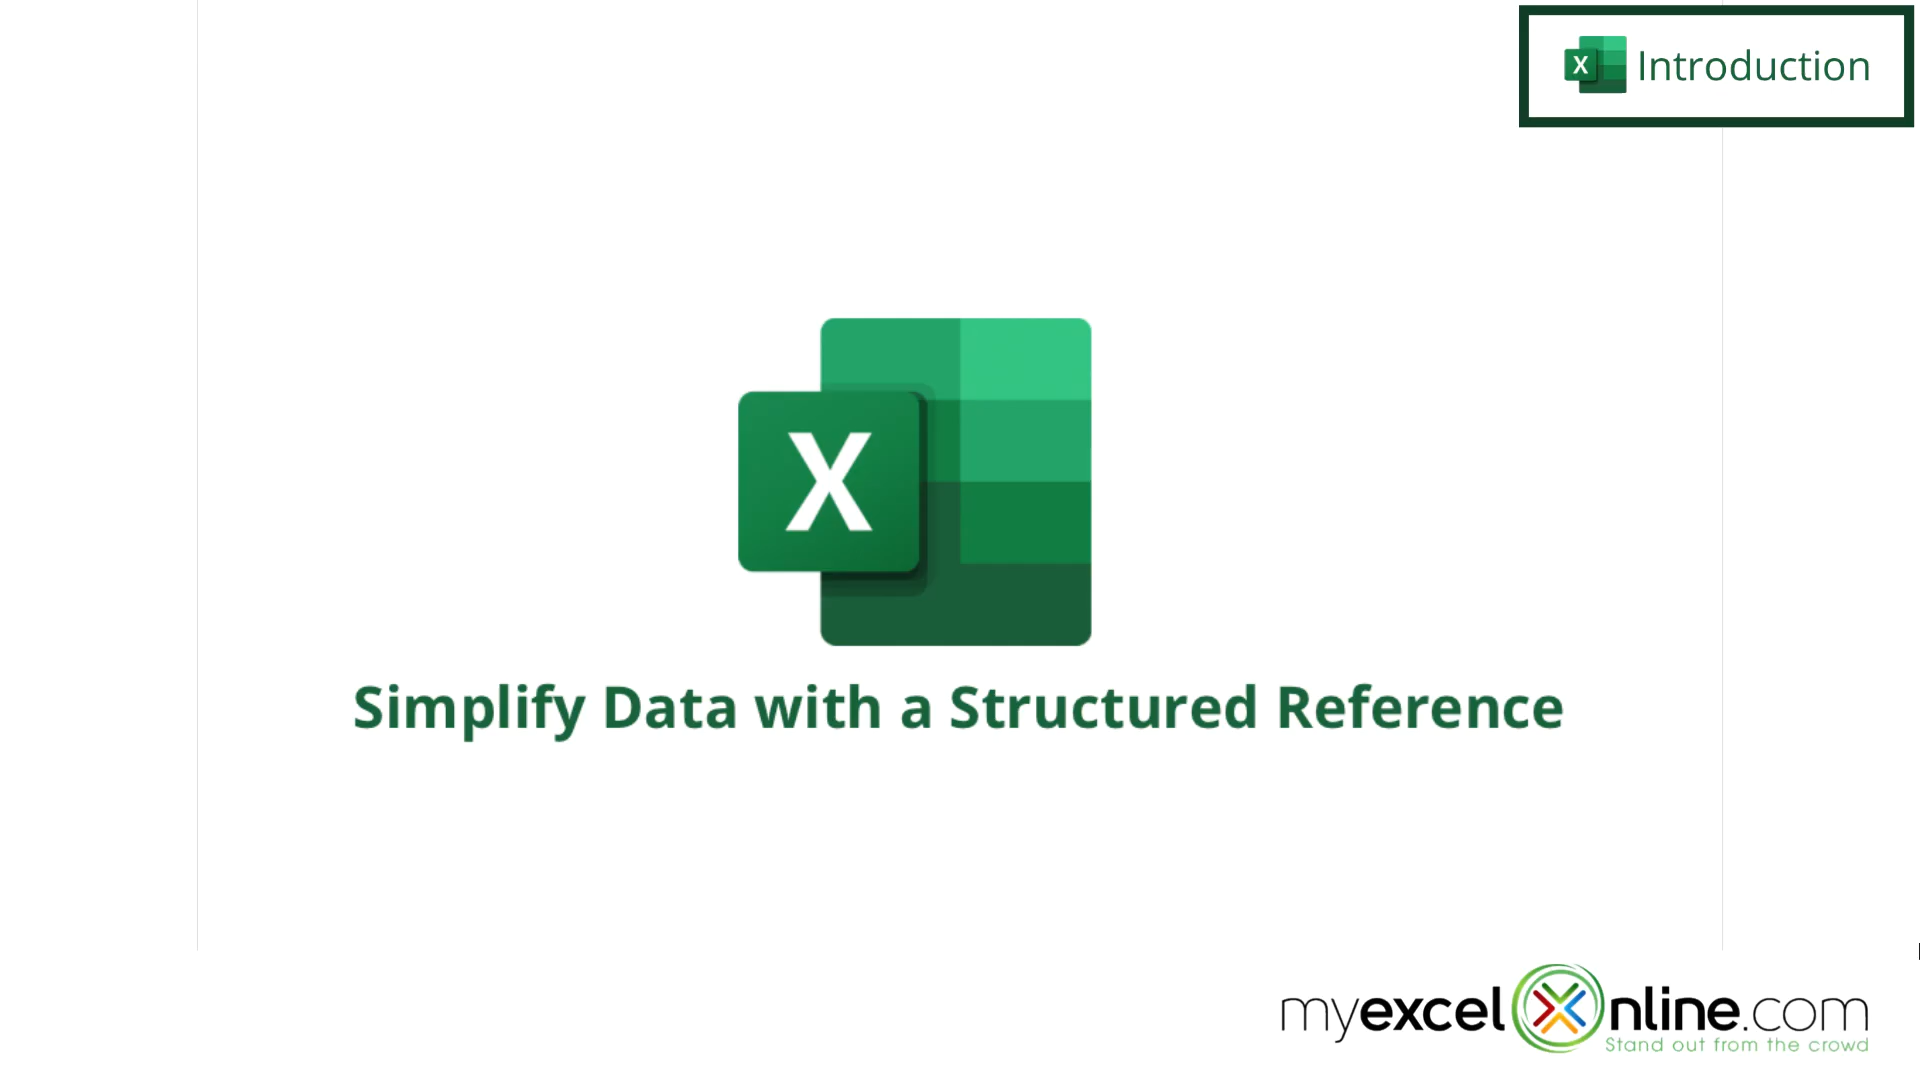 X Introduction
X
Simplify Data with a Structured Reference
myexcelOnline.com
Stand out from the crowd